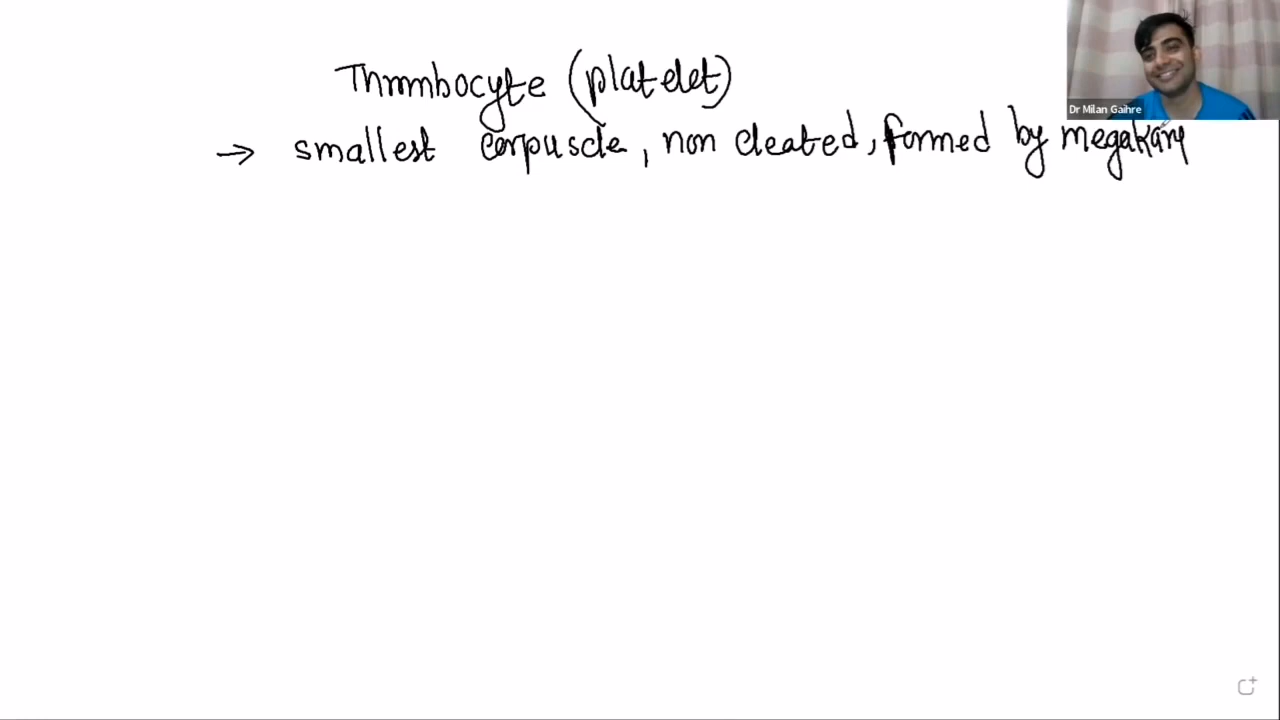 Thrombocyte (platelet)
Dr Milan Gaihre
→ smallest corpuscle, non cleated, formed by megakary